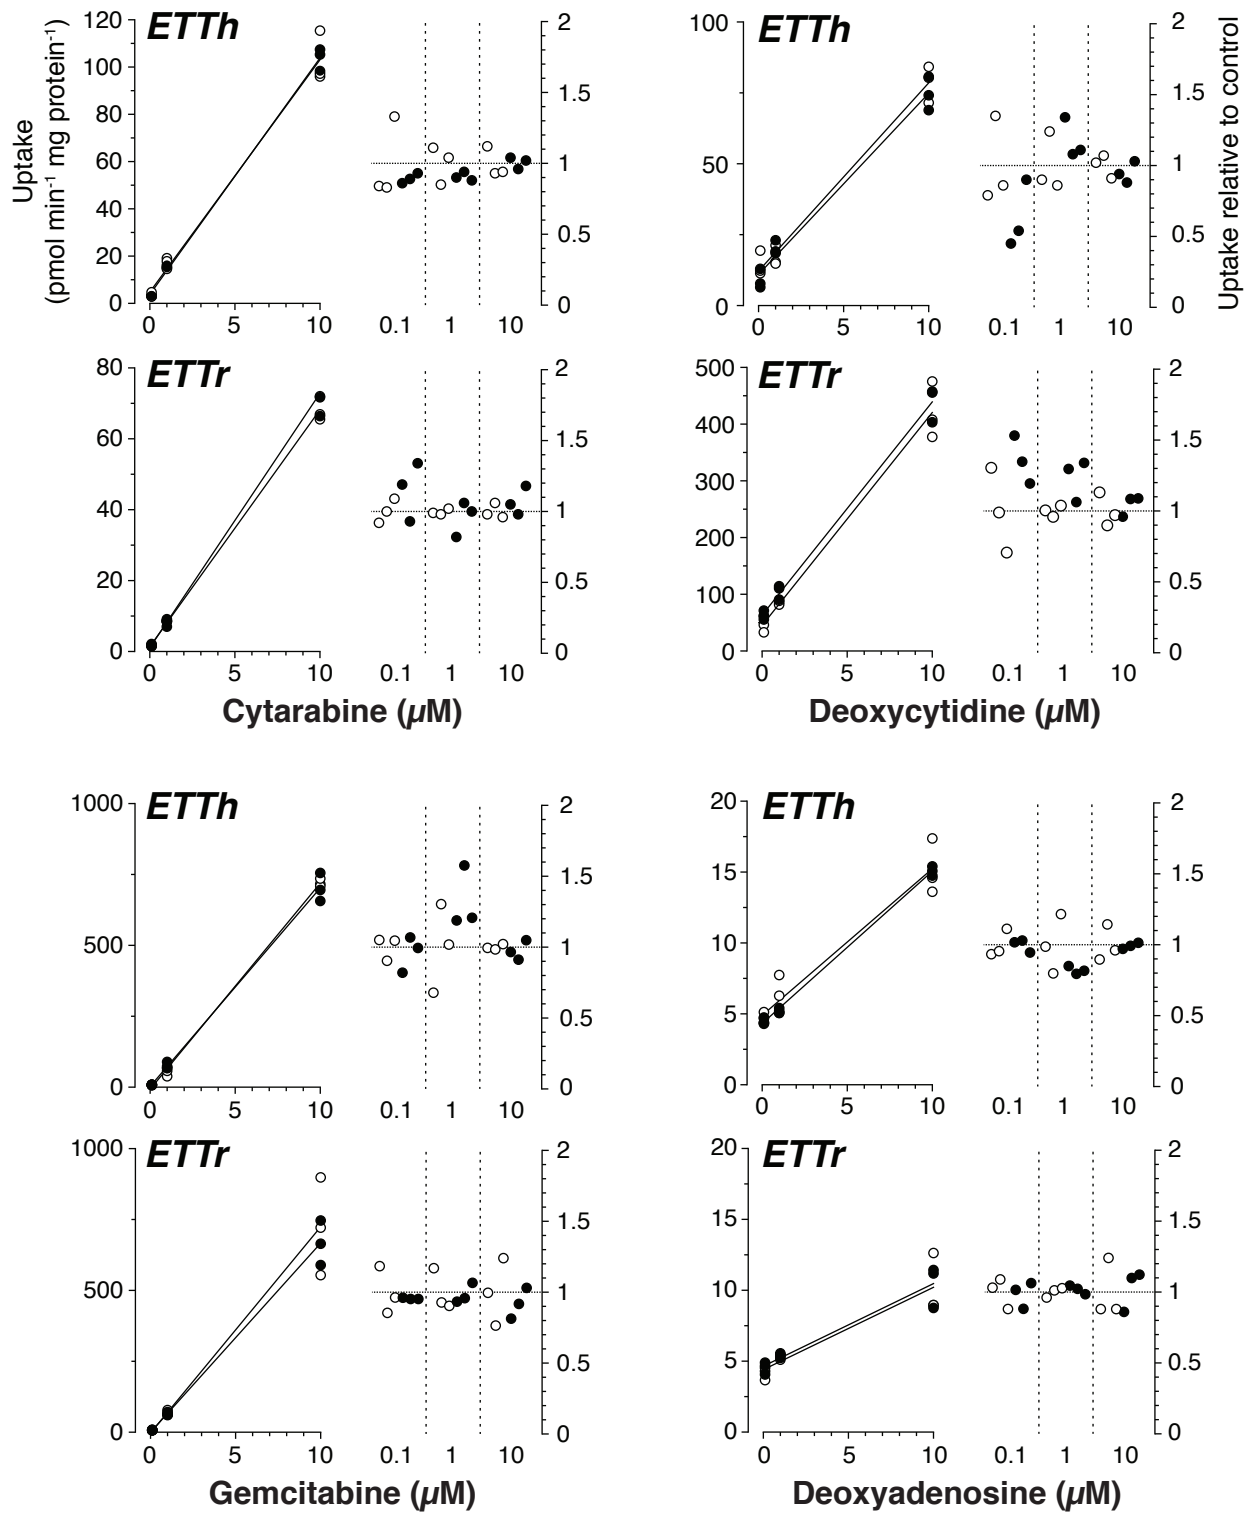 Uptake
(pmol min⁻¹ mg protein⁻¹)
Uptake relative to control
ETTh
120
100
80
60
40
20
0
0 5 10
2
1.5
1
0.5
0
0.1 1 10
ETTh
100
50
0
0 5 10
2
1.5
1
0.5
0
0.1 1 10
ETTr
80
60
40
20
0
0 5 10
2
1.5
1
0.5
0
0.1 1 10
Cytarabine (µM)
ETTr
500
400
300
200
100
0
0 5 10
2
1.5
1
0.5
0
0.1 1 10
Deoxycytidine (µM)
ETTh
1000
500
0
0 5 10
2
1.5
1
0.5
0
0.1 1 10
ETTh
20
15
10
5
0
0 5 10
2
1.5
1
0.5
0
0.1 1 10
ETTr
1000
500
0
0 5 10
2
1.5
1
0.5
0
0.1 1 10
Gemcitabine (µM)
ETTr
20
15
10
5
0
0 5 10
2
1.5
1
0.5
0
0.1 1 10
Deoxyadenosine (µM)